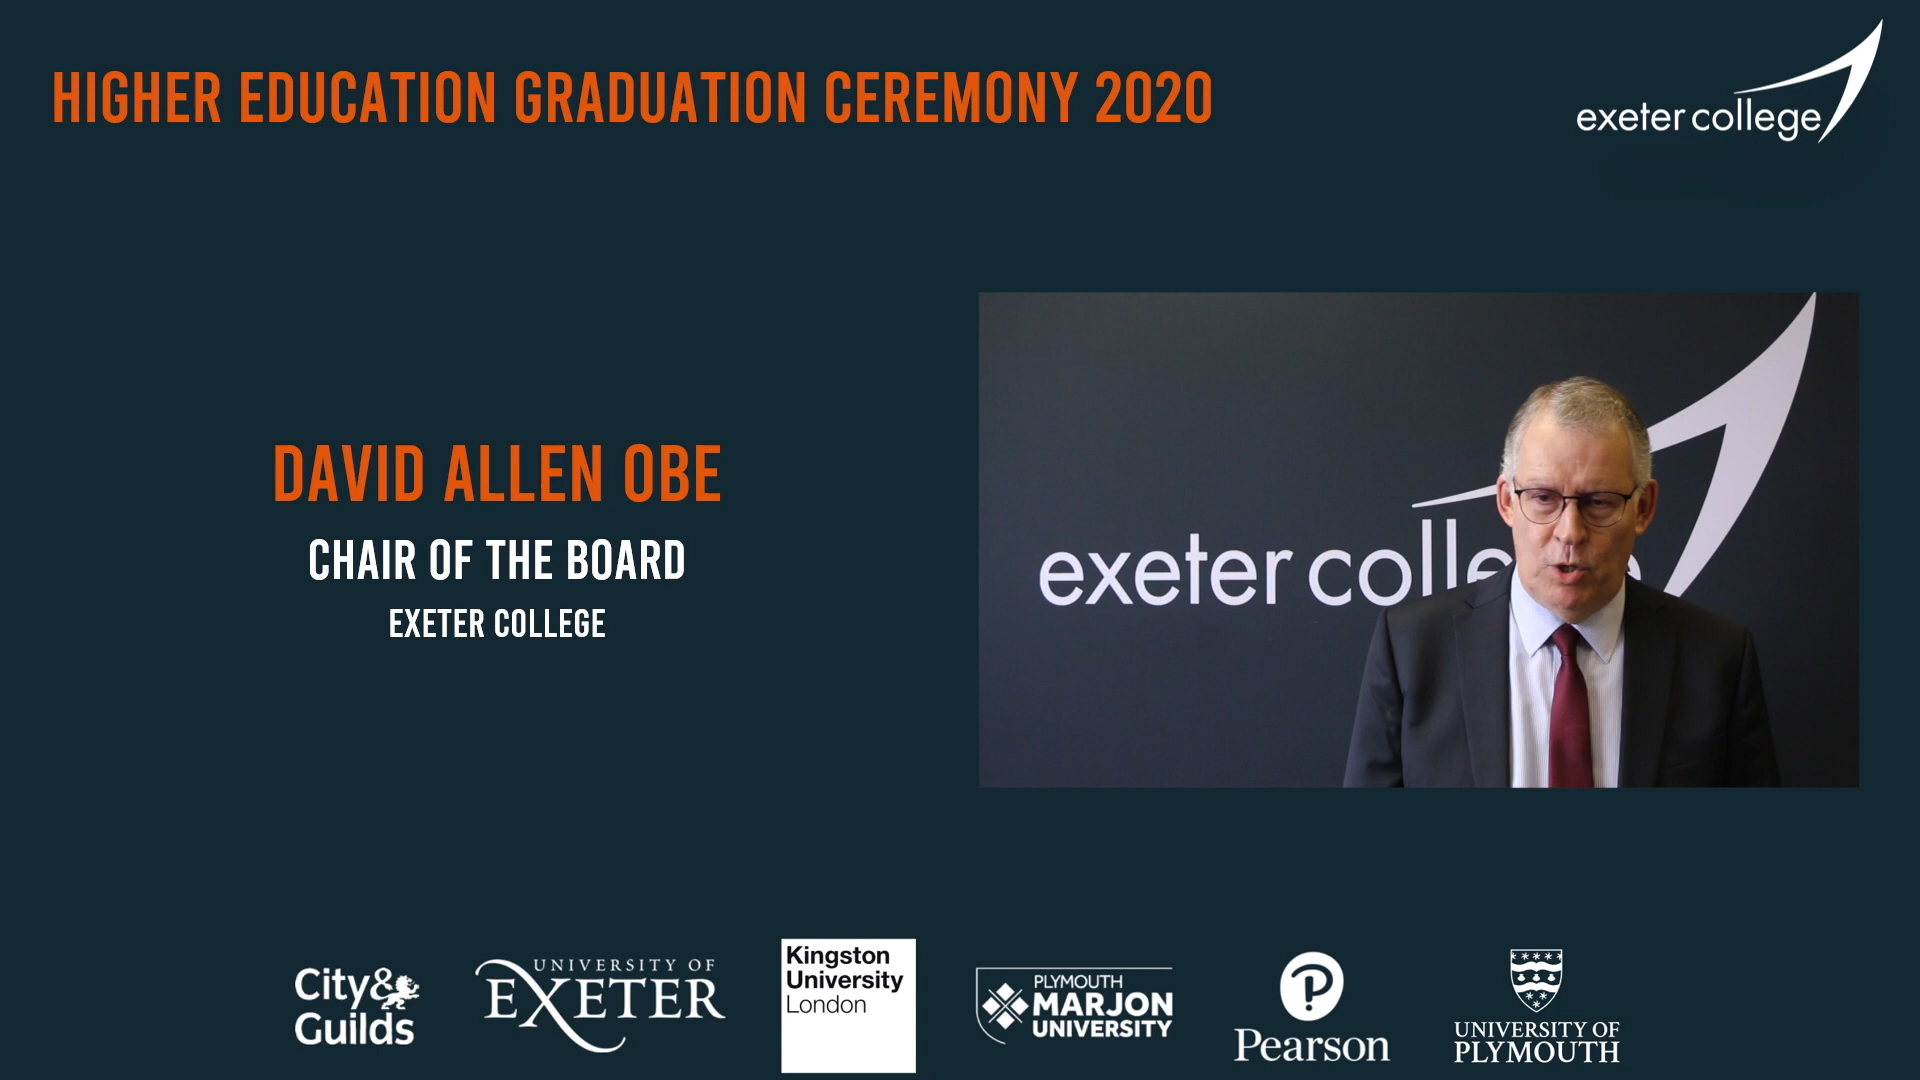 HIGHER EDUCATION GRADUATION CEREMONY 2020
exeter college
DAVID ALLEN OBE
CHAIR OF THE BOARD
EXETER COLLEGE
exeter colle e
City&
Guilds
UNIVERSITY OF
EXETER
Kingston
University
London
PLYMOUTH
MARJON
UNIVERSITY
Pearson
UNIVERSITY OF
PLYMOUTH